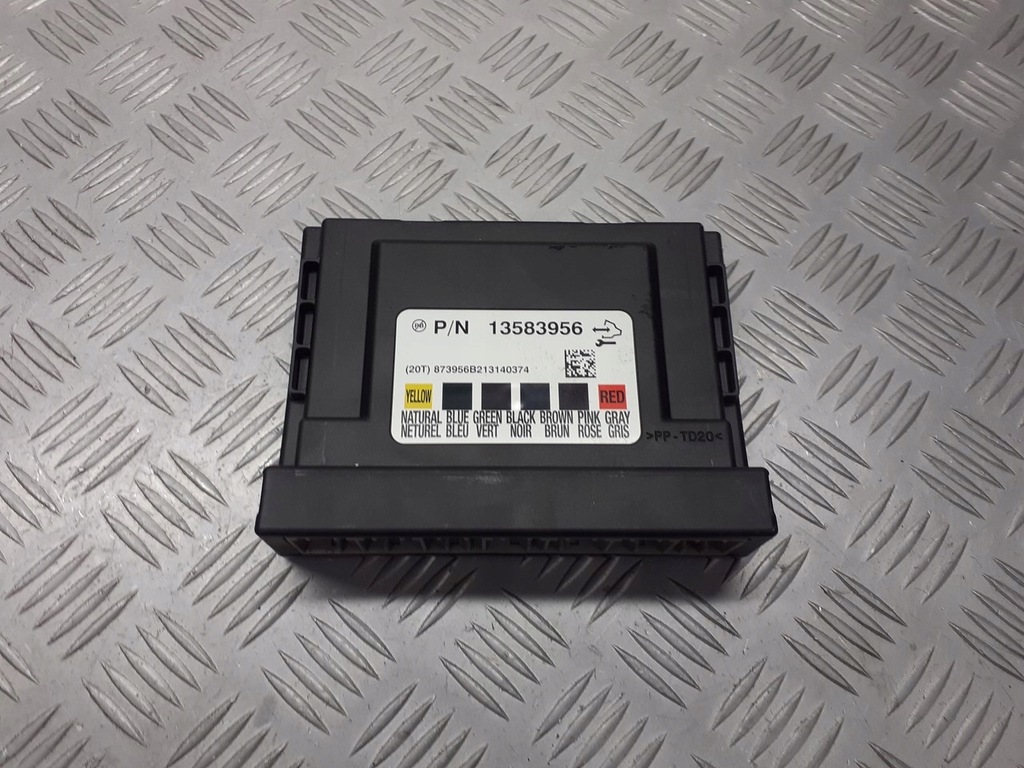 P/N 13583956
(20T) 873956B213140374
YELLOW RED
NATURAL BLUE GREEN BLACK BROWN PINK GRAY
NETUREL BLEU VERT NOIR BRUN ROSE GRIS
>PP-TD20<